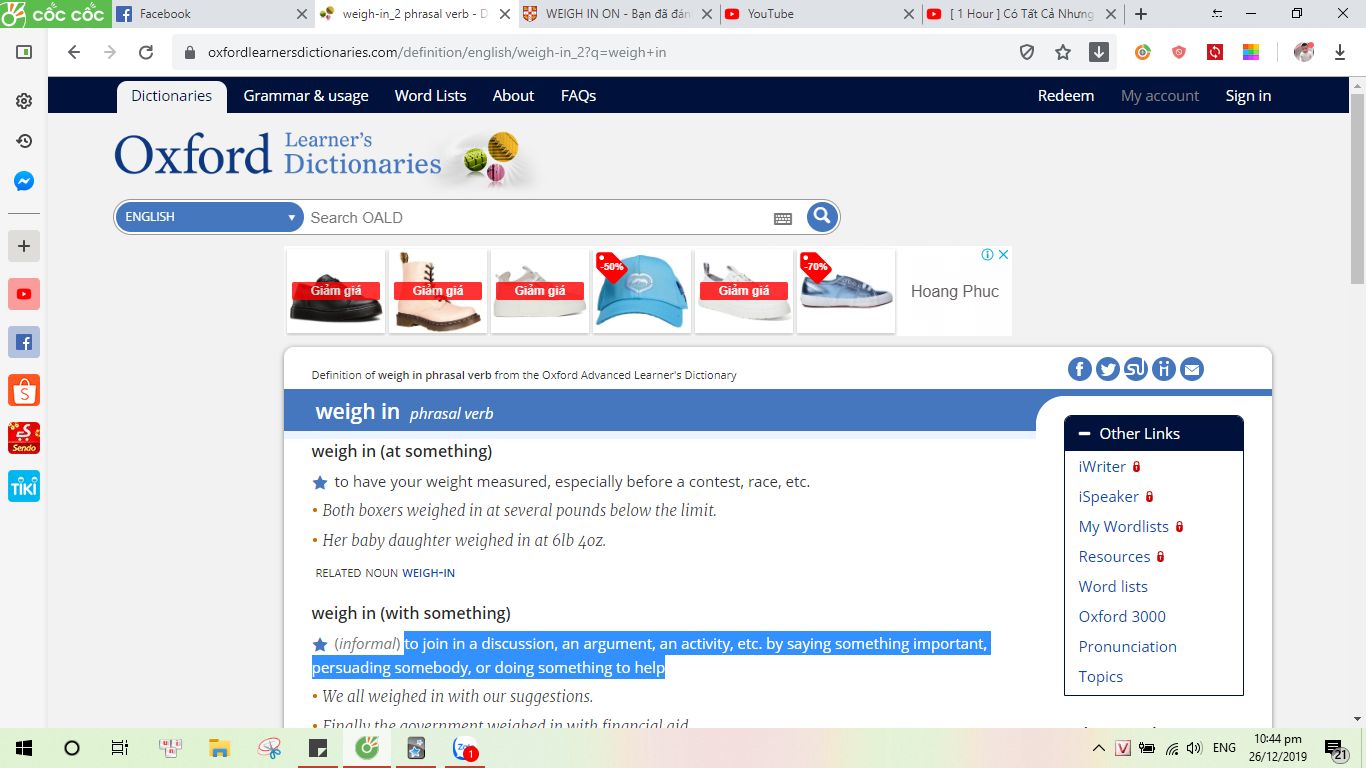 cốc cốc
Facebook
weigh-in_2 phrasal verb - D
WEIGH IN ON - Bạn đã đán
YouTube
[ 1 Hour ] Có Tất Cả Nhưng
oxfordlearnersdictionaries.com/definition/english/weigh-in_2?q=weigh+in
Dictionaries Grammar & usage Word Lists About FAQs Redeem My account Sign in
Oxford Learner's Dictionaries
ENGLISH Search OALD
Giảm giá Giảm giá Giảm giá -50% Giảm giá -70% Hoang Phuc
Definition of weigh in phrasal verb from the Oxford Advanced Learner's Dictionary
weigh in phrasal verb
weigh in (at something)
to have your weight measured, especially before a contest, race, etc.
• Both boxers weighed in at several pounds below the limit.
• Her baby daughter weighed in at 6lb 4oz.
RELATED NOUN WEIGH-IN
weigh in (with something)
(informal) to join in a discussion, an argument, an activity, etc. by saying something important,
persuading somebody, or doing something to help
• We all weighed in with our suggestions.
• Finally the government weighed in with financial aid.
Other Links
iWriter
iSpeaker
My Wordlists
Resources
Word lists
Oxford 3000
Pronunciation
Topics
Sendo
TIKI
ENG
10:44 pm
26/12/2019
21
1